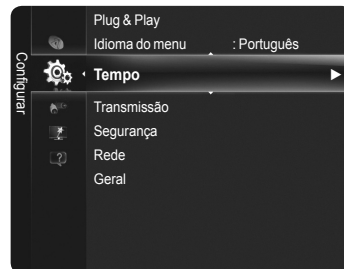 Configurar
Plug & Play
Idioma do menu : Português
Tempo
Transmissão
Segurança
Rede
Geral